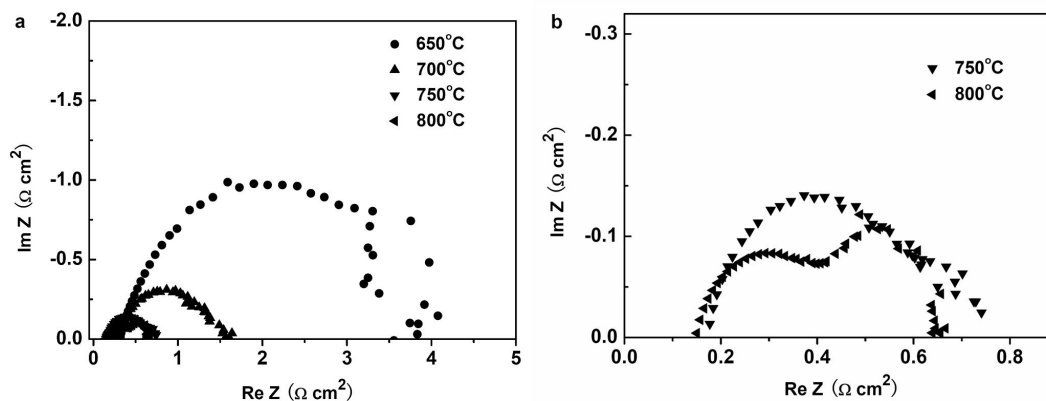 a
-2.0
-1.5
-1.0
-0.5
0.0
0
1
2
3
4
5
Im Z (Ω cm²)
Re Z (Ω cm²)
650°C
700°C
750°C
800°C
b
-0.3
-0.2
-0.1
0.0
0.0
0.2
0.4
0.6
0.8
Im Z (Ω cm²)
Re Z (Ω cm²)
750°C
800°C